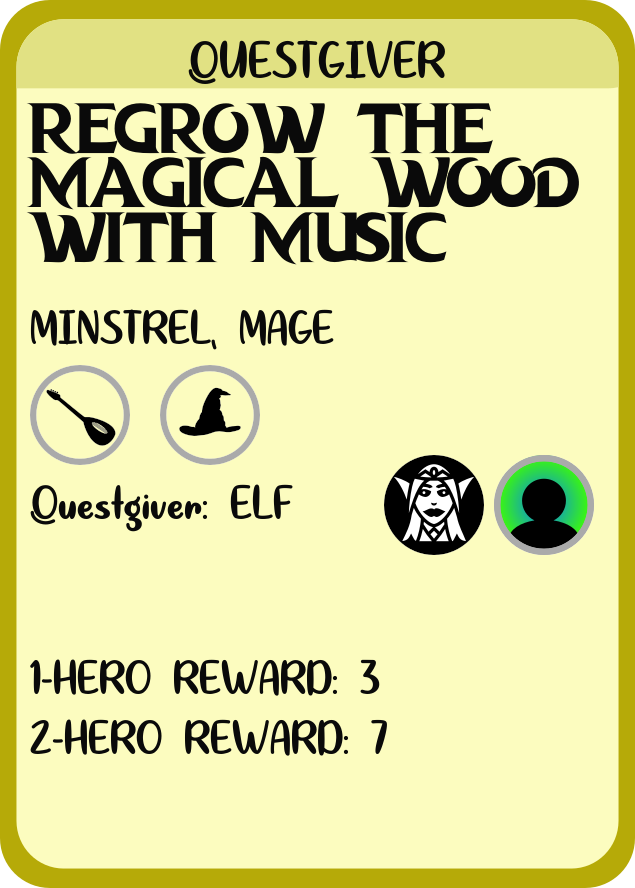 QUESTGIVER
REGROW THE
MAGICAL WOOD
WITH MUSIC
MINSTREL, MAGE
Questgiver: ELF
1-HERO REWARD: 3
2-HERO REWARD: 7